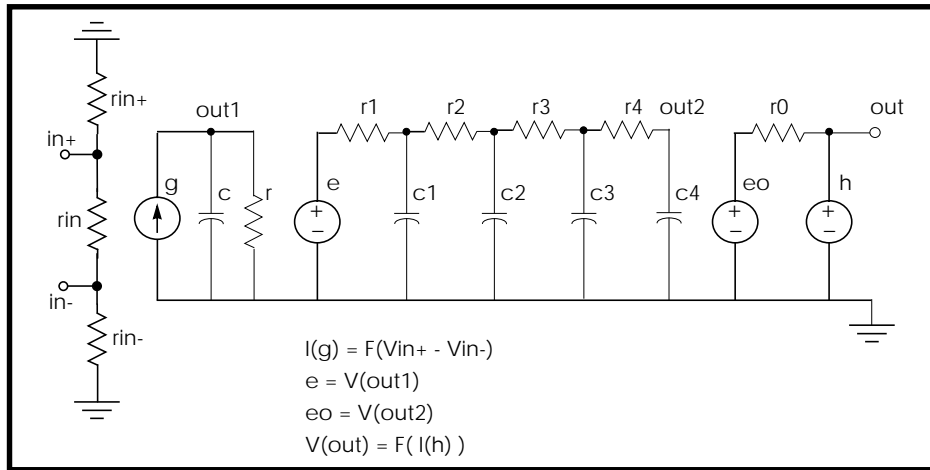 rin+
out1
r1
r2
r3
r4
out2
r0
out
in+
g
c
r
e
c1
c2
c3
c4
eo
h
rin
+
−
+
−
+
−
in-
rin-
I(g) = F(Vin+ - Vin-)
e = V(out1)
eo = V(out2)
V(out) = F( I(h) )